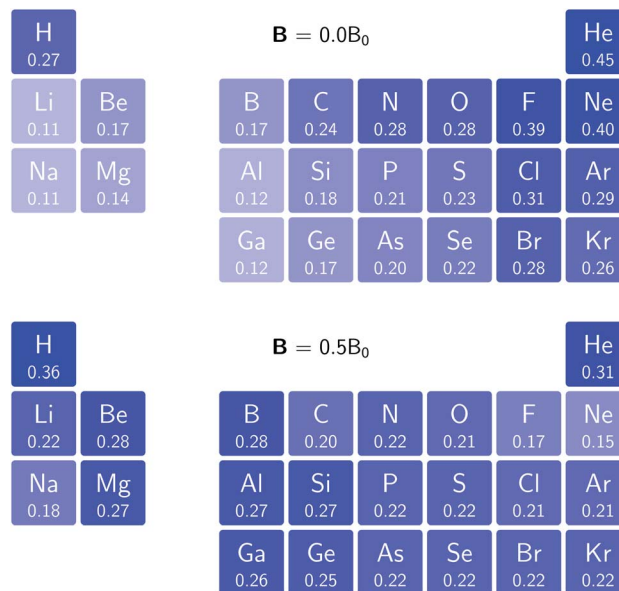 H B = 0.0B₀ He
0.27 0.45
Li Be B C N O F Ne
0.11 0.17 0.17 0.24 0.28 0.28 0.39 0.40
Na Mg Al Si P S Cl Ar
0.11 0.14 0.12 0.18 0.21 0.23 0.31 0.29
Ga Ge As Se Br Kr
0.12 0.17 0.20 0.22 0.28 0.26
H B = 0.5B₀ He
0.36 0.31
Li Be B C N O F Ne
0.22 0.28 0.28 0.20 0.22 0.21 0.17 0.15
Na Mg Al Si P S Cl Ar
0.18 0.27 0.27 0.27 0.22 0.22 0.21 0.21
Ga Ge As Se Br Kr
0.26 0.25 0.22 0.22 0.22 0.22